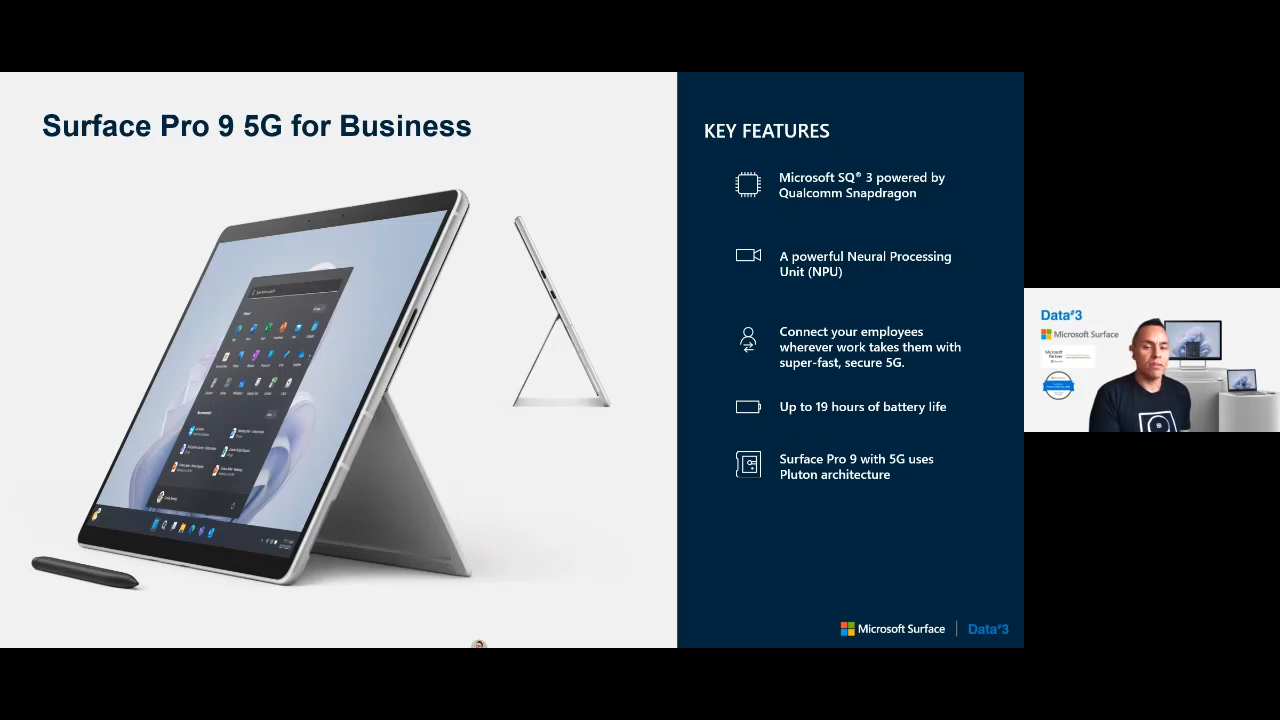 Surface Pro 9 5G for Business
KEY FEATURES
Microsoft SQ® 3 powered by
Qualcomm Snapdragon
A powerful Neural Processing
Unit (NPU)
Connect your employees
wherever work takes them with
super-fast, secure 5G.
Up to 19 hours of battery life
Surface Pro 9 with 5G uses
Pluton architecture
Microsoft Surface
Data#3
Data#3
Microsoft Surface
Microsoft
Partner